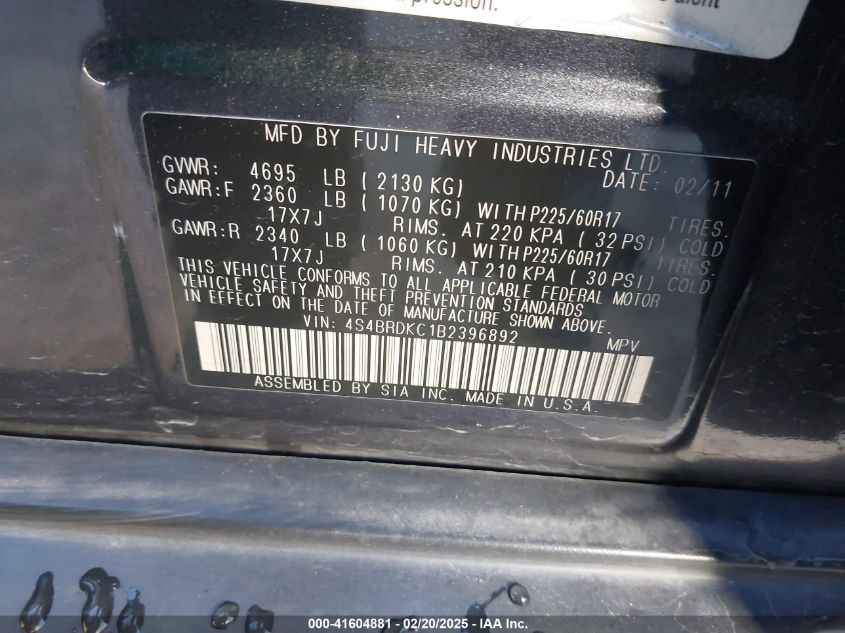 pression.
MFD BY FUJI HEAVY INDUSTRIES LTD.
GVWR: 4695 LB ( 2130 KG) DATE: 02/11
GAWR:F 2360 LB ( 1070 KG) WITH P225/60R17 TIRES.
17X7J RIMS. AT 220 KPA ( 32 PSI) COLD
GAWR:R 2340 LB ( 1060 KG) WITH P225/60R17 TIRES.
17X7J RIMS. AT 210 KPA ( 30 PSI) COLD
THIS VEHICLE CONFORMS TO ALL APPLICABLE FEDERAL MOTOR
VEHICLE SAFETY AND THEFT PREVENTION STANDARDS
IN EFFECT ON THE DATE OF MANUFACTURE SHOWN ABOVE.
VIN: 4S4BRDKC1B2396892 MPV
ASSEMBLED BY SIA INC. MADE IN U.S.A.
000-41604881 - 02/20/2025 - IAA Inc.